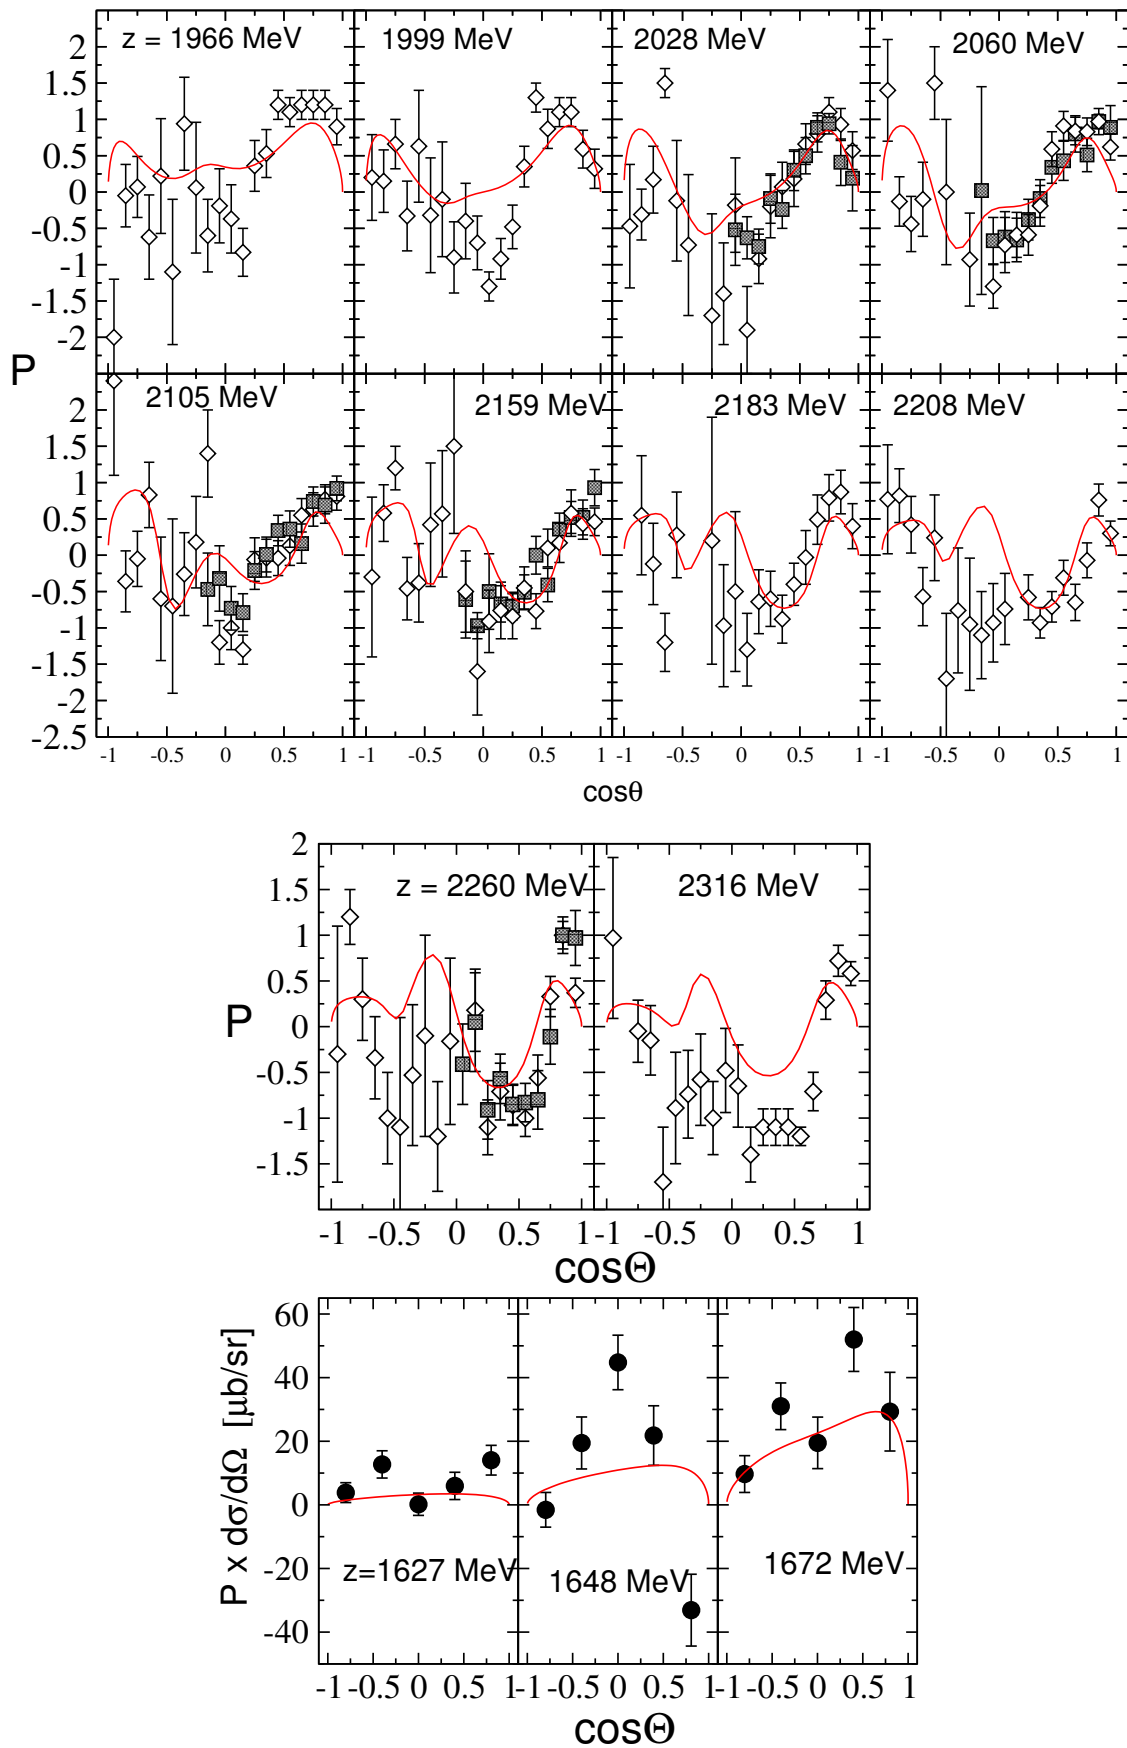 z = 1966 MeV 1999 MeV 2028 MeV 2060 MeV
2
1.5
1
0.5
0
-0.5
-1
-1.5
-2
P
2105 MeV 2159 MeV 2183 MeV 2208 MeV
2
1.5
1
0.5
0
-0.5
-1
-1.5
-2
-2.5
-1 -0.5 0 0.5 1 -1 -0.5 0 0.5 1 -1 -0.5 0 0.5 1 -1 -0.5 0 0.5 1
cosθ
z = 2260 MeV 2316 MeV
2
1.5
1
0.5
0
-0.5
-1
-1.5
P
-1 -0.5 0 0.5 1 -1 -0.5 0 0.5 1
cosΘ
60
40
20
0
-20
-40
P x dσ/dΩ [μb/sr]
z=1627 MeV 1648 MeV 1672 MeV
-1 -0.5 0 0.5 1 -1 -0.5 0 0.5 1 -1 -0.5 0 0.5 1
cosΘ